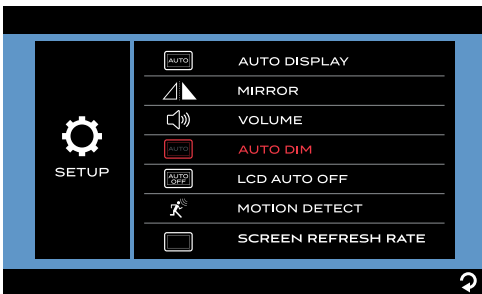 AUTO AUTO DISPLAY
MIRROR
VOLUME
AUTO AUTO DIM
SETUP
AUTO OFF LCD AUTO OFF
MOTION DETECT
SCREEN REFRESH RATE